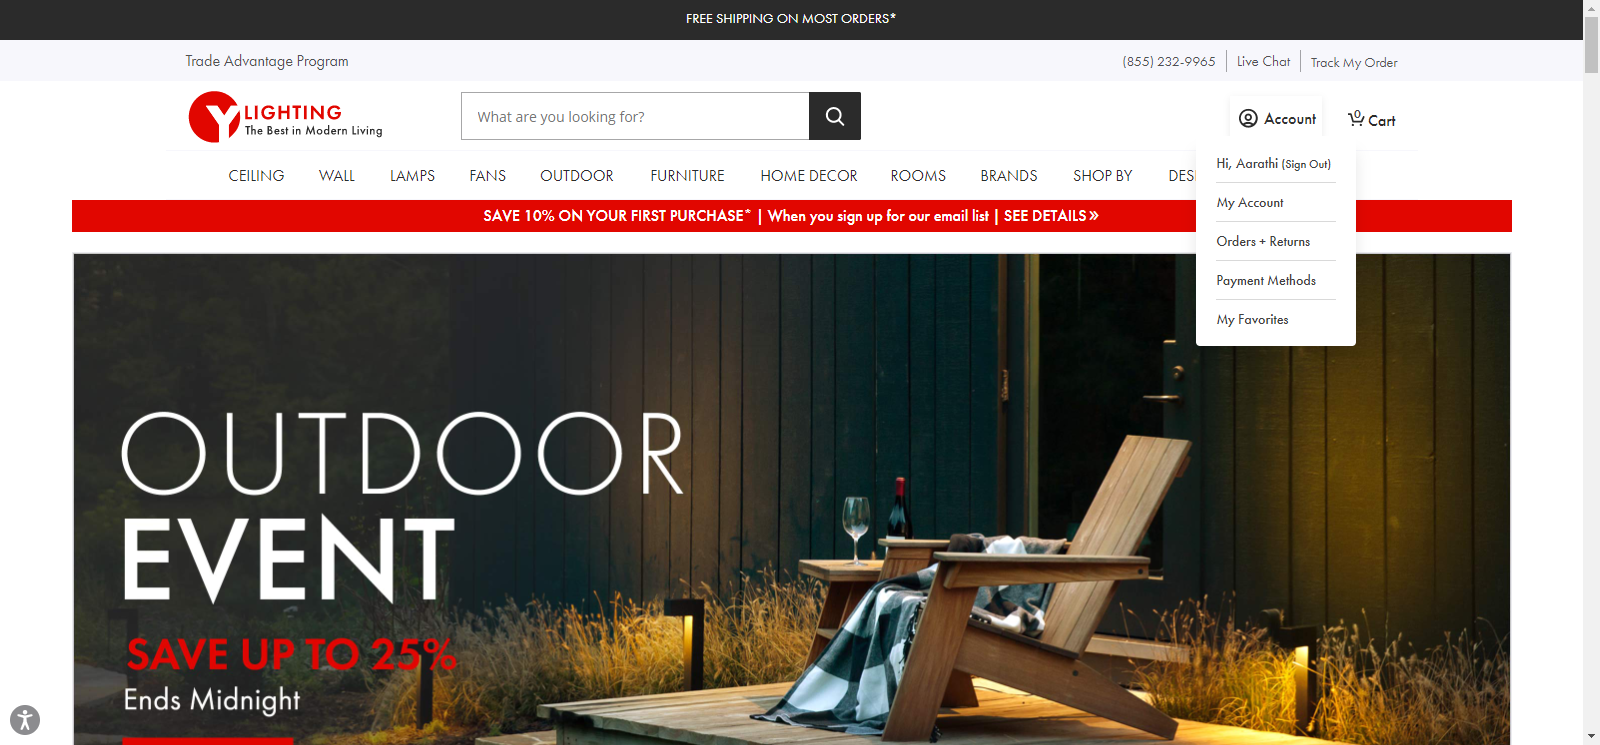 FREE SHIPPING ON MOST ORDERS*
Trade Advantage Program
(855) 232-9965
Live Chat
Track My Order
Y LIGHTING
The Best in Modern Living
What are you looking for?
Account
0
Cart
Hi, Aarathi (Sign Out)
My Account
Orders + Returns
Payment Methods
My Favorites
CEILING WALL LAMPS FANS OUTDOOR FURNITURE HOME DECOR ROOMS BRANDS SHOP BY
SAVE 10% ON YOUR FIRST PURCHASE* | When you sign up for our email list | SEE DETAILS »
OUTDOOR
EVENT
SAVE UP TO 25%
Ends Midnight